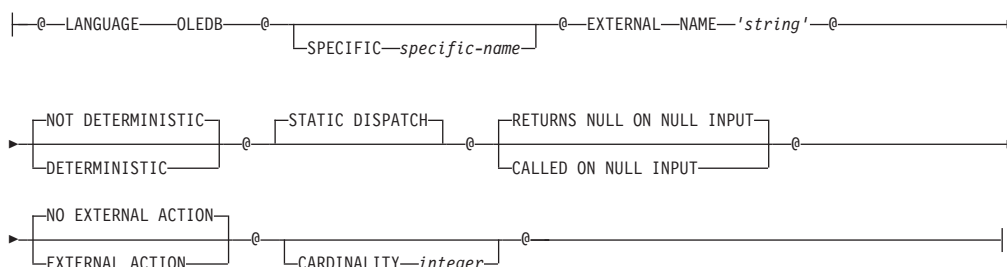 @ LANGUAGE OLEDB @ @ EXTERNAL NAME 'string' @
SPECIFIC specific-name
NOT DETERMINISTIC STATIC DISPATCH RETURNS NULL ON NULL INPUT
@ @ @
DETERMINISTIC CALLED ON NULL INPUT
NO EXTERNAL ACTION
@ @
EXTERNAL ACTION CARDINALITY integer